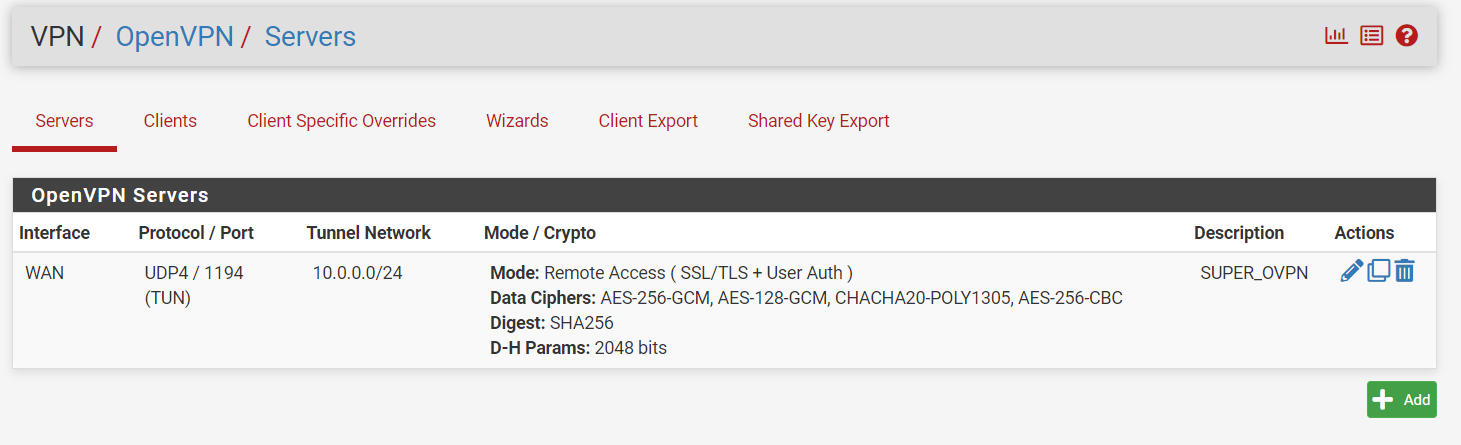 VPN / OpenVPN / Servers
Servers Clients Client Specific Overrides Wizards Client Export Shared Key Export
OpenVPN Servers
Interface Protocol / Port Tunnel Network Mode / Crypto Description Actions
WAN UDP4 / 1194 10.0.0.0/24 Mode: Remote Access ( SSL/TLS + User Auth ) SUPER_OVPN
(TUN) Data Ciphers: AES-256-GCM, AES-128-GCM, CHACHA20-POLY1305, AES-256-CBC
Digest: SHA256
D-H Params: 2048 bits
Add